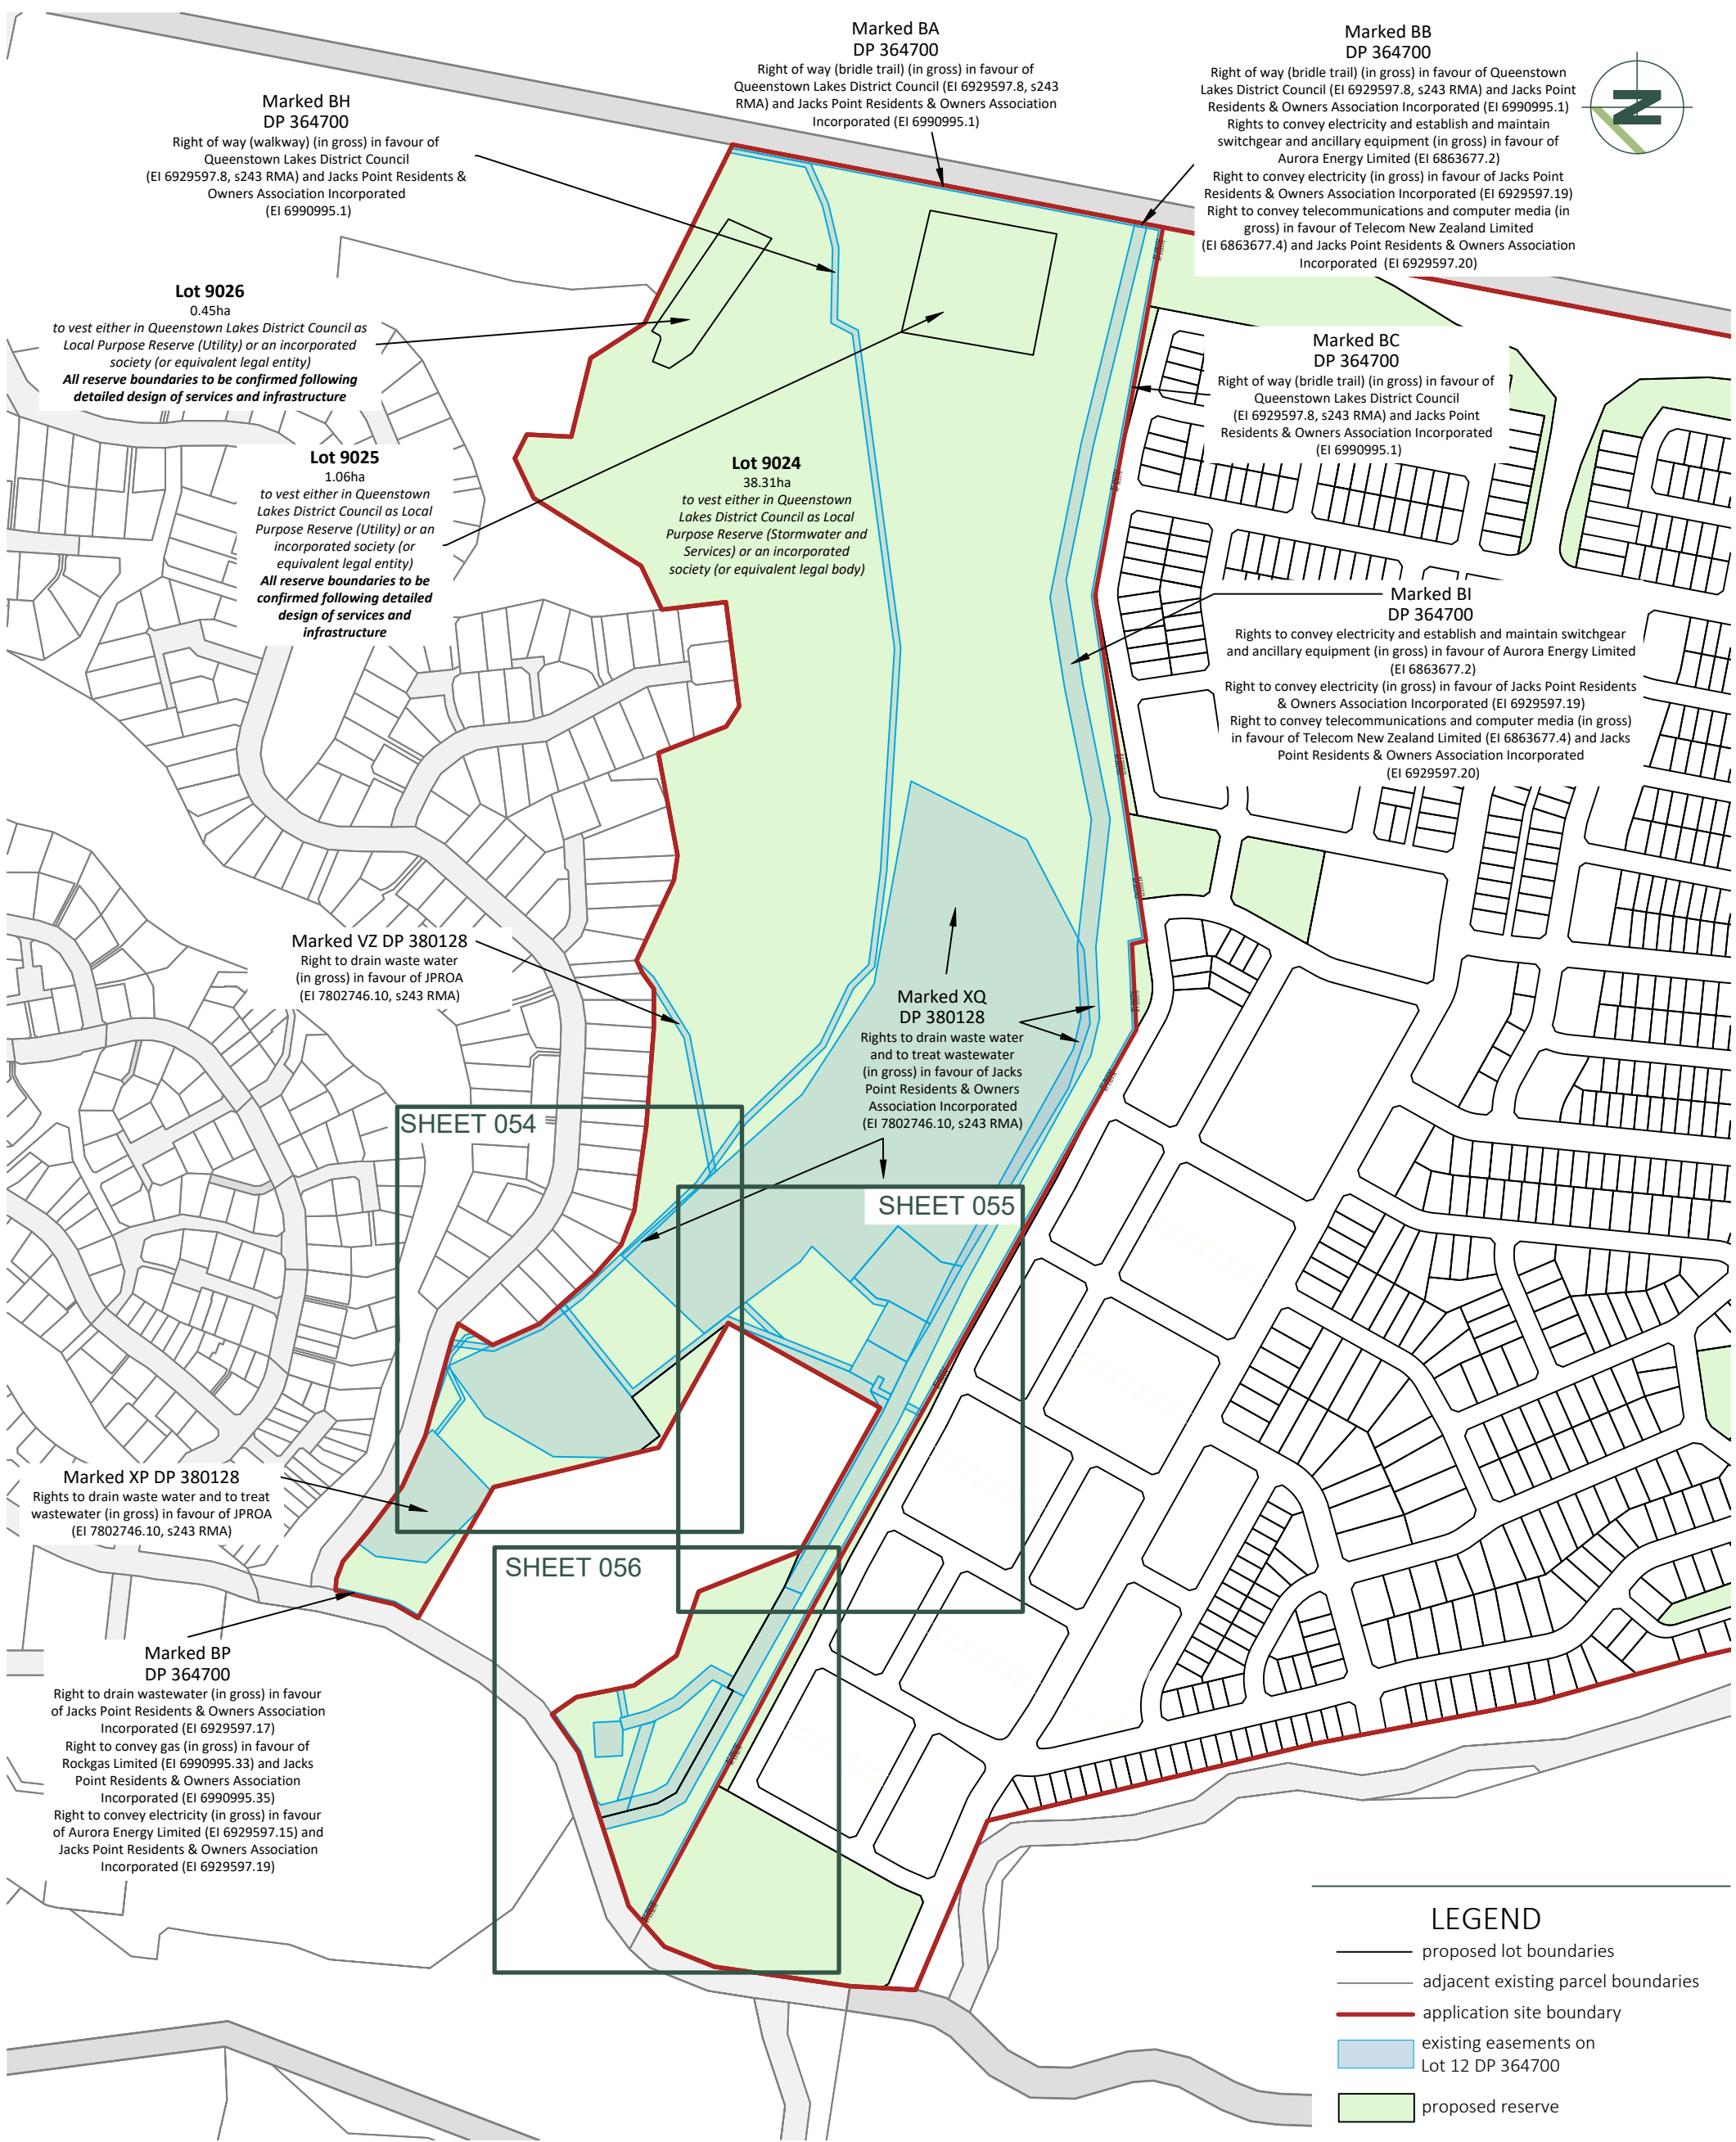 Marked BA
DP 364700
Right of way (bridle trail) (in gross) in favour of
Queenstown Lakes District Council (EI 6929597.8, s243
RMA) and Jacks Point Residents & Owners Association
Incorporated (EI 6990995.1)
Marked BB
DP 364700
Right of way (bridle trail) (in gross) in favour of Queenstown
Lakes District Council (EI 6929597.8, s243 RMA) and Jacks Point
Residents & Owners Association Incorporated (EI 6990995.1)
Rights to convey electricity and establish and maintain
switchgear and ancillary equipment (in gross) in favour of
Aurora Energy Limited (EI 6863677.2)
Right to convey electricity (in gross) in favour of Jacks Point
Residents & Owners Association Incorporated (EI 6929597.19)
Right to convey telecommunications and computer media (in
gross) in favour of Telecom New Zealand Limited
(EI 6863677.4) and Jacks Point Residents & Owners Association
Incorporated (EI 6929597.20)
N
Marked BH
DP 364700
Right of way (walkway) (in gross) in favour of
Queenstown Lakes District Council
(EI 6929597.8, s243 RMA) and Jacks Point Residents &
Owners Association Incorporated
(EI 6990995.1)
Lot 9026
0.45ha
to vest either in Queenstown Lakes District Council as
Local Purpose Reserve (Utility) or an incorporated
society (or equivalent legal entity)
All reserve boundaries to be confirmed following
detailed design of services and infrastructure
Marked BC
DP 364700
Right of way (bridle trail) (in gross) in favour of
Queenstown Lakes District Council
(EI 6929597.8, s243 RMA) and Jacks Point
Residents & Owners Association Incorporated
(EI 6990995.1)
Lot 9025
1.06ha
to vest either in Queenstown
Lakes District Council as Local
Purpose Reserve (Utility) or an
incorporated society (or
equivalent legal entity)
All reserve boundaries to be
confirmed following detailed
design of services and
infrastructure
Lot 9024
38.31ha
to vest either in Queenstown
Lakes District Council as Local
Purpose Reserve (Stormwater and
Services) or an incorporated
society (or equivalent legal body)
Marked BI
DP 364700
Rights to convey electricity and establish and maintain switchgear
and ancillary equipment (in gross) in favour of Aurora Energy Limited
(EI 6863677.2)
Right to convey electricity (in gross) in favour of Jacks Point Residents
& Owners Association Incorporated (EI 6929597.19)
Right to convey telecommunications and computer media (in gross)
in favour of Telecom New Zealand Limited (EI 6863677.4) and Jacks
Point Residents & Owners Association Incorporated
(EI 6929597.20)
Marked VZ DP 380128
Right to drain waste water
(in gross) in favour of JPROA
(EI 7802746.10, s243 RMA)
Marked XQ
DP 380128
Rights to drain waste water
and to treat wastewater
(in gross) in favour of Jacks
Point Residents & Owners
Association Incorporated
(EI 7802746.10, s243 RMA)
SHEET 054
SHEET 055
Marked XP DP 380128
Rights to drain waste water and to treat
wastewater (in gross) in favour of JPROA
(EI 7802746.10, s243 RMA)
SHEET 056
Marked BP
DP 364700
Right to drain wastewater (in gross) in favour
of Jacks Point Residents & Owners Association
Incorporated (EI 6929597.17)
Right to convey gas (in gross) in favour of
Rockgas Limited (EI 6990995.33) and Jacks
Point Residents & Owners Association
Incorporated (EI 6990995.35)
Right to convey electricity (in gross) in favour
of Aurora Energy Limited (EI 6929597.15) and
Jacks Point Residents & Owners Association
Incorporated (EI 6929597.19)
LEGEND
proposed lot boundaries
adjacent existing parcel boundaries
application site boundary
existing easements on
Lot 12 DP 364700
proposed reserve